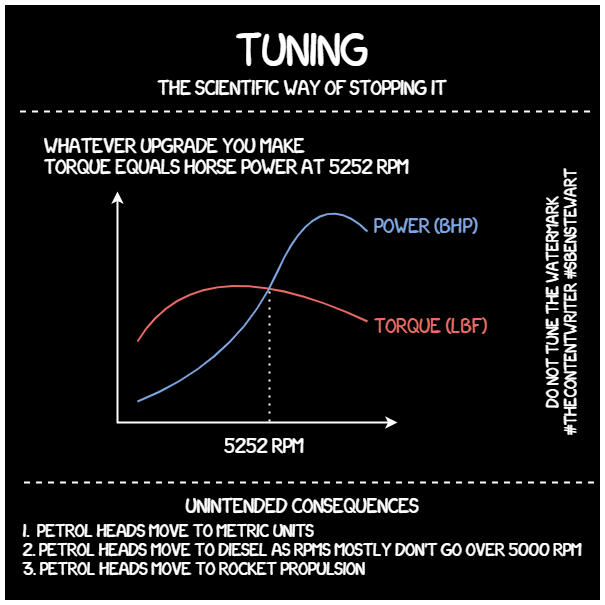 TUNING
THE SCIENTIFIC WAY OF STOPPING IT
WHATEVER UPGRADE YOU MAKE
TORQUE EQUALS HORSE POWER AT 5252 RPM
POWER (BHP)
TORQUE (LBF)
5252 RPM
DO NOT TUNE THE WATERMARK
#THECONTENTWRITER #SBENSTEWART
UNINTENDED CONSEQUENCES
1. PETROL HEADS MOVE TO METRIC UNITS
2. PETROL HEADS MOVE TO DIESEL AS RPMS MOSTLY DON'T GO OVER 5000 RPM
3. PETROL HEADS MOVE TO ROCKET PROPULSION